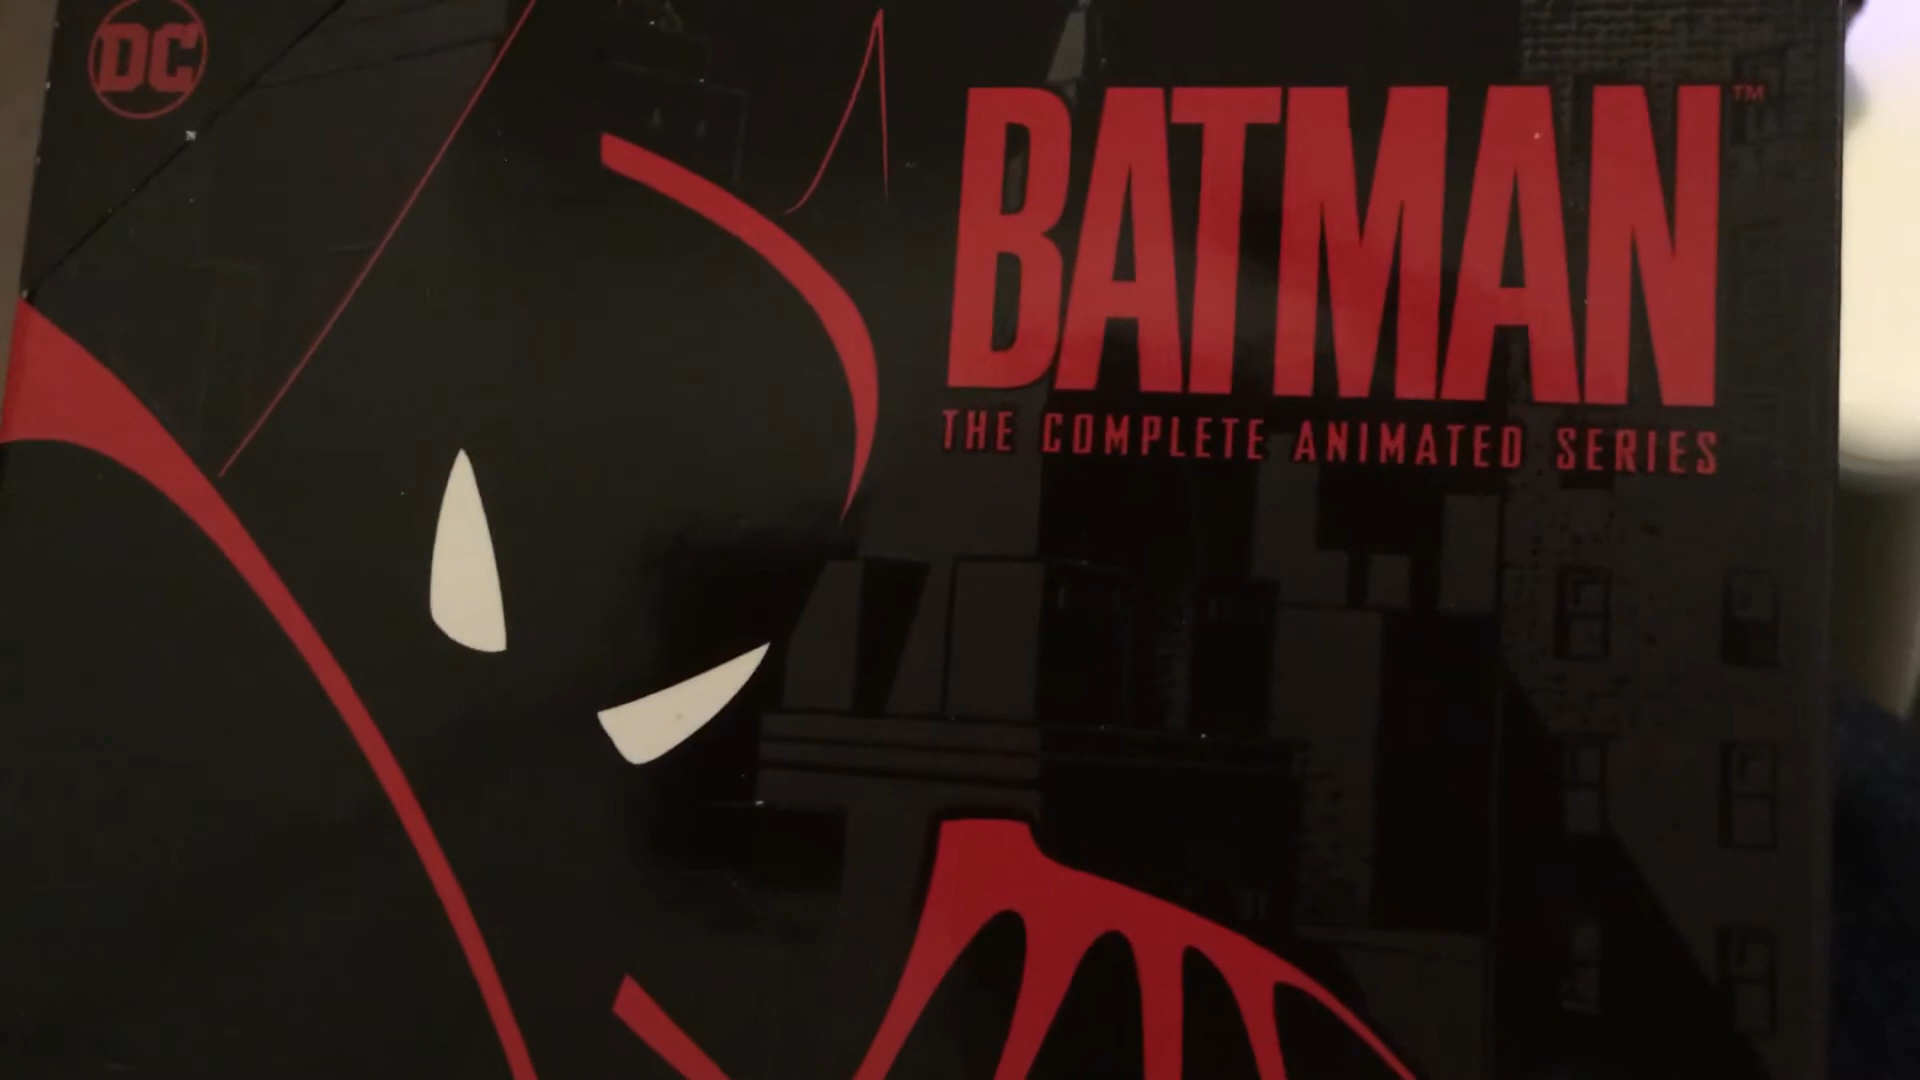 DC
BATMAN™
THE COMPLETE ANIMATED SERIES